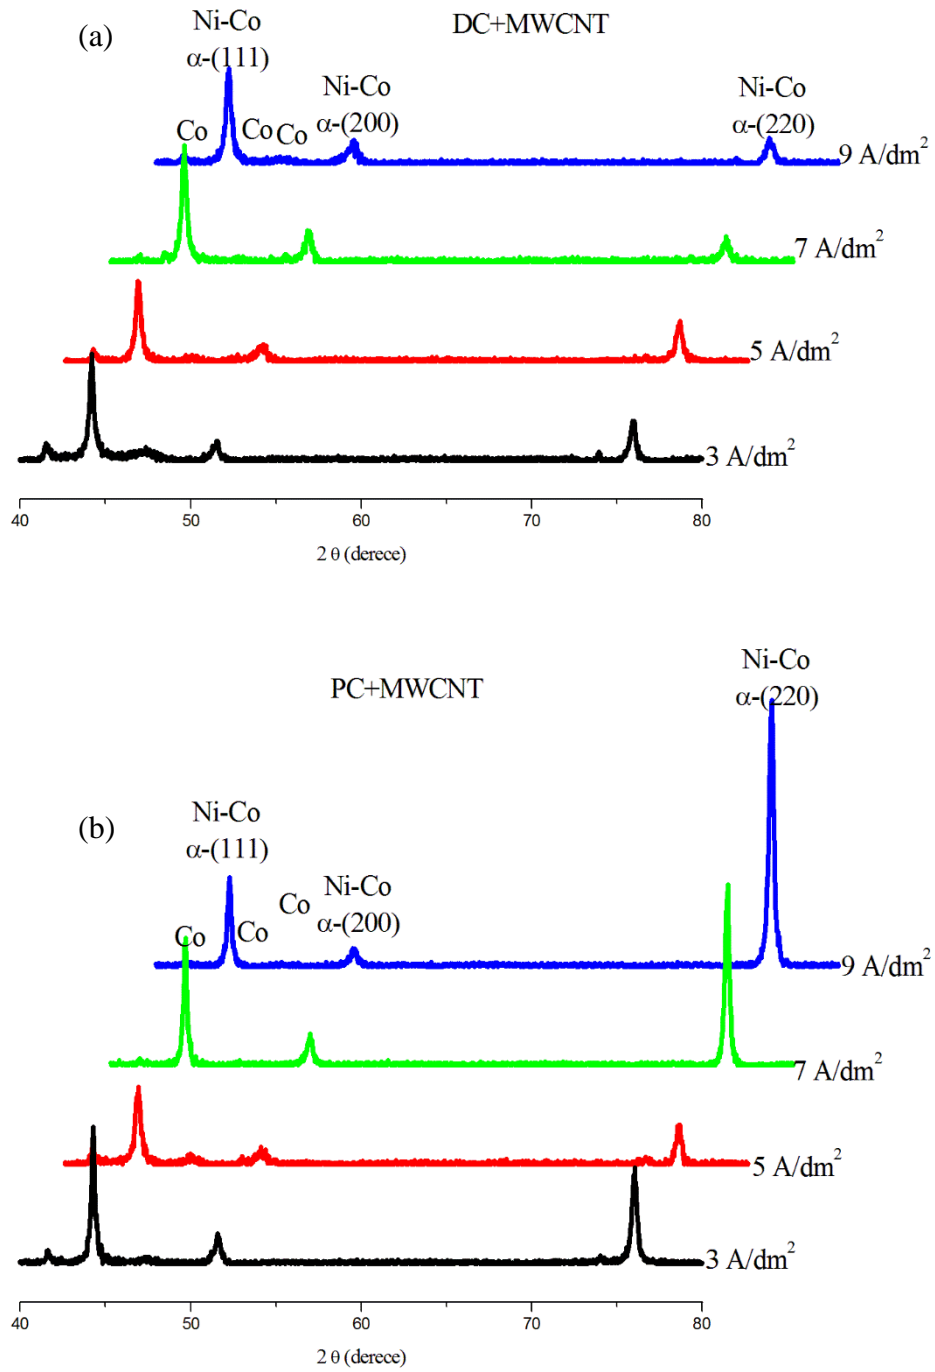 (a)
DC+MWCNT
Ni-Co
α-(111)
Ni-Co
α-(200)
Ni-Co
α-(220)
Co
Co
Co
9 A/dm²
7 A/dm²
5 A/dm²
3 A/dm²
40 50 60 70 80
2 θ (derece)
Ni-Co
α-(220)
PC+MWCNT
(b)
Ni-Co
α-(111)
Ni-Co
α-(200)
Co
Co
Co
9 A/dm²
7 A/dm²
5 A/dm²
3 A/dm²
40 50 60 70 80
2 θ (derece)